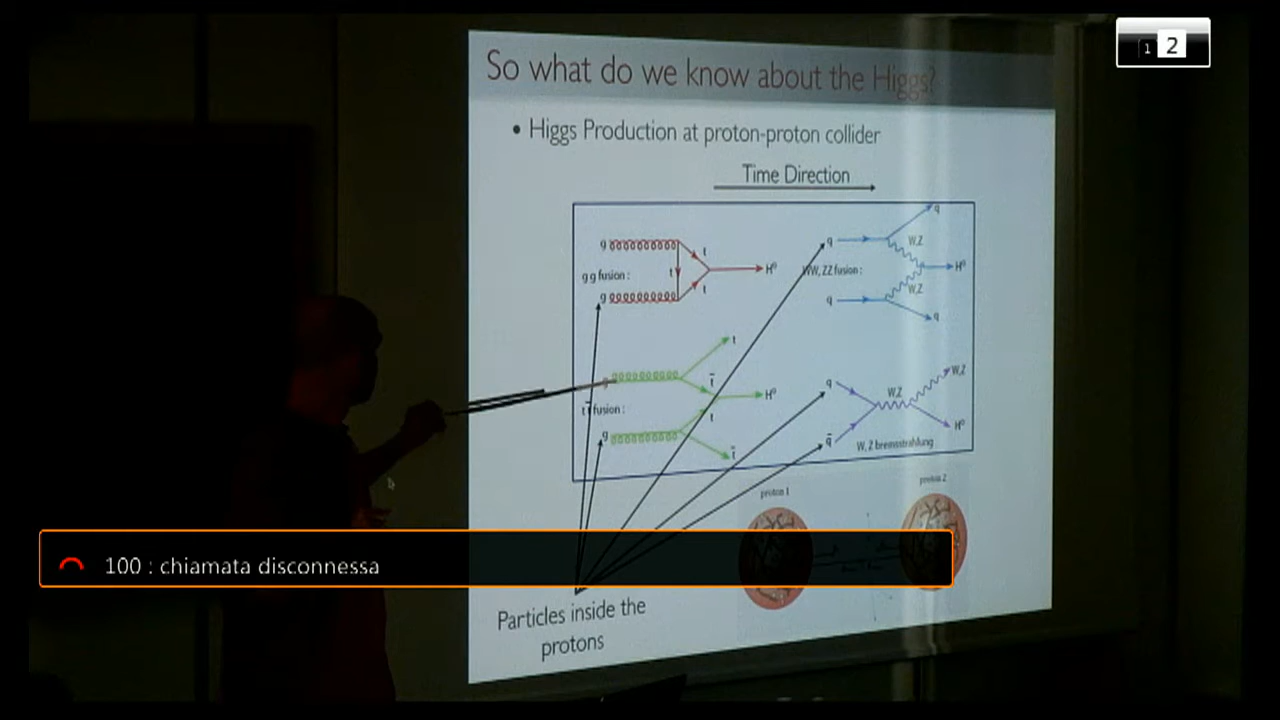 1 2
So what do we know about the Higgs?
• Higgs Production at proton-proton collider
Time Direction
g
t
g g fusion :
t
H⁰
g
t
q
q
W,Z
WW, ZZ fusion :
H⁰
q
W,Z
q
t
t̄
t t̄ fusion :
H⁰
t
g
t̄
q
W,Z
W,Z
q̄
H⁰
W, Z bremsstrahlung
proton 1
proton 2
100 : chiamata disconnessa
Particles inside the
protons